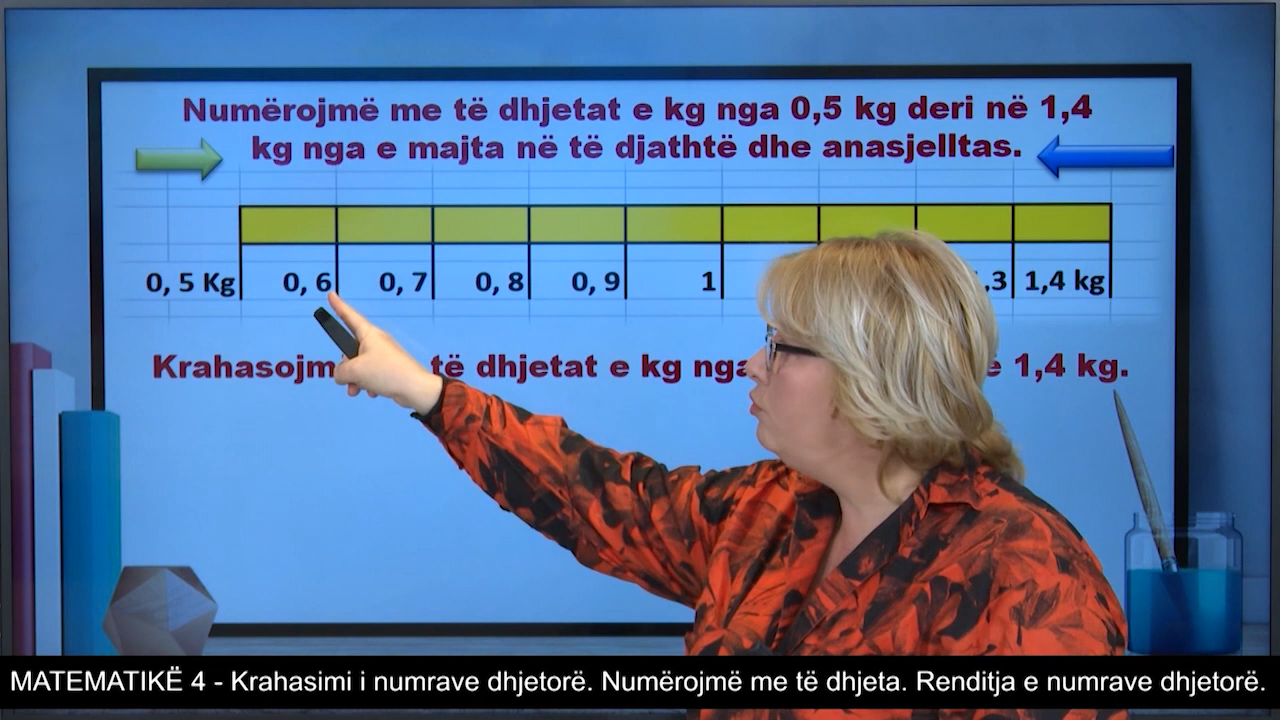 Numërojmë me të dhjetat e kg nga 0,5 kg deri në 1,4
kg nga e majta në të djathtë dhe anasjelltas.
0, 5 Kg 0, 6 0, 7 0, 8 0, 9 1 ,3 1,4 kg
Krahasojm të dhjetat e kg nga 1,4 kg.
MATEMATIKË 4 - Krahasimi i numrave dhjetorë. Numërojmë me të dhjeta. Renditja e numrave dhjetorë.